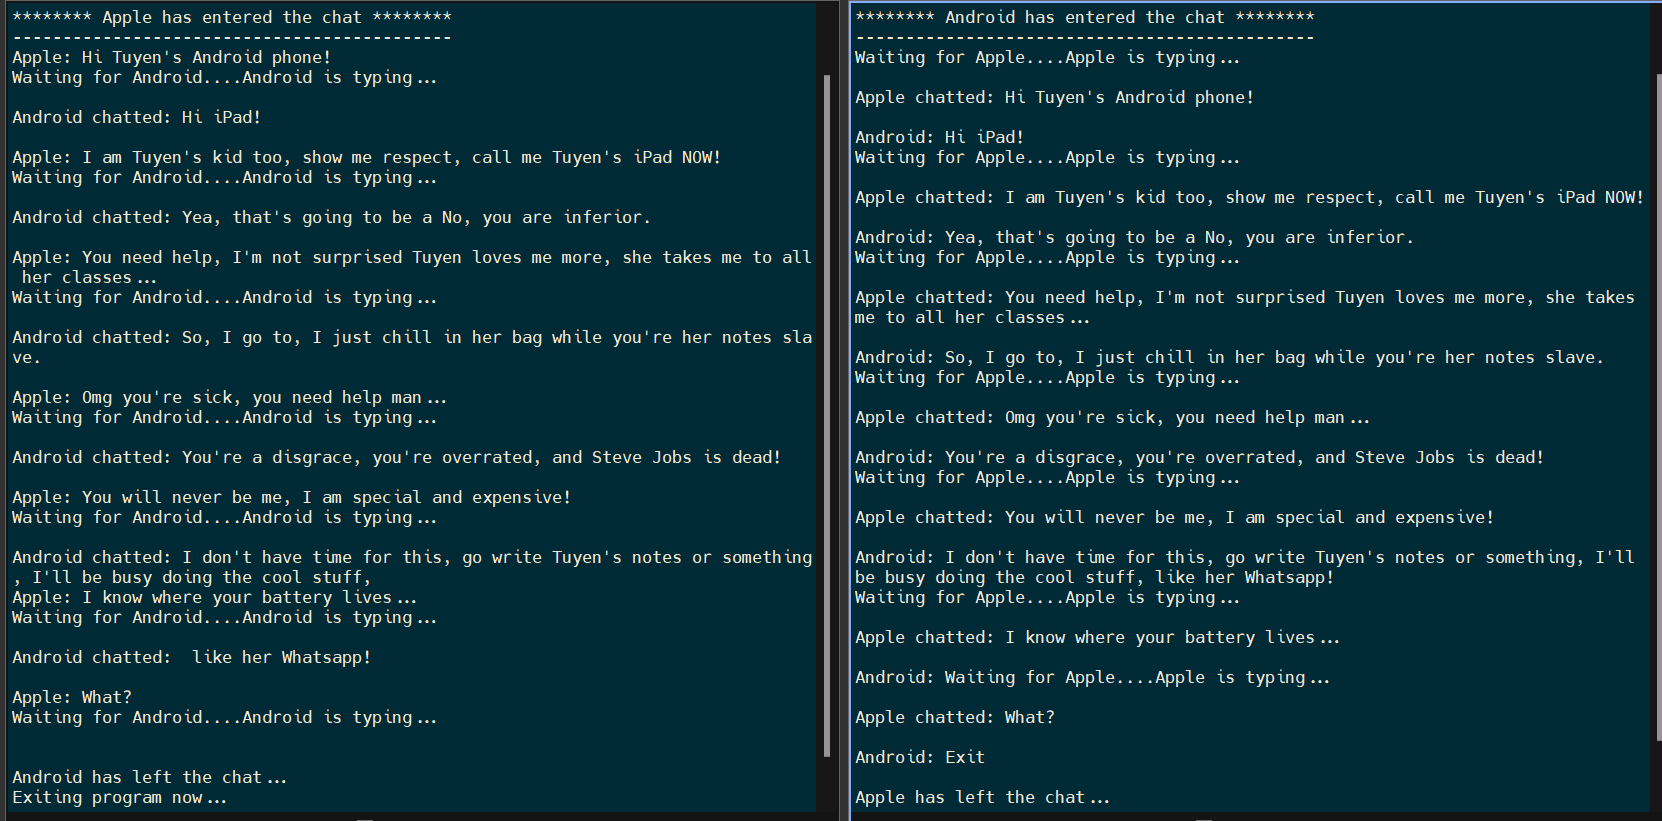 ******** Apple has entered the chat ********
--------------------------------------------
Apple: Hi Tuyen's Android phone!
Waiting for Android....Android is typing...
Android chatted: Hi iPad!
Apple: I am Tuyen's kid too, show me respect, call me Tuyen's iPad NOW!
Waiting for Android....Android is typing...
Android chatted: Yea, that's going to be a No, you are inferior.
Apple: You need help, I'm not surprised Tuyen loves me more, she takes me to all
her classes...
Waiting for Android....Android is typing...
Android chatted: So, I go to, I just chill in her bag while you're her notes sla
ve.
Apple: Omg you're sick, you need help man...
Waiting for Android....Android is typing...
Android chatted: You're a disgrace, you're overrated, and Steve Jobs is dead!
Apple: You will never be me, I am special and expensive!
Waiting for Android....Android is typing...
Android chatted: I don't have time for this, go write Tuyen's notes or something
, I'll be busy doing the cool stuff,
Apple: I know where your battery lives...
Waiting for Android....Android is typing...
Android chatted:  like her Whatsapp!
Apple: What?
Waiting for Android....Android is typing...
Android has left the chat...
Exiting program now...
******** Android has entered the chat ********
----------------------------------------------
Waiting for Apple....Apple is typing...
Apple chatted: Hi Tuyen's Android phone!
Android: Hi iPad!
Waiting for Apple....Apple is typing...
Apple chatted: I am Tuyen's kid too, show me respect, call me Tuyen's iPad NOW!
Android: Yea, that's going to be a No, you are inferior.
Waiting for Apple....Apple is typing...
Apple chatted: You need help, I'm not surprised Tuyen loves me more, she takes
me to all her classes...
Android: So, I go to, I just chill in her bag while you're her notes slave.
Waiting for Apple....Apple is typing...
Apple chatted: Omg you're sick, you need help man...
Android: You're a disgrace, you're overrated, and Steve Jobs is dead!
Waiting for Apple....Apple is typing...
Apple chatted: You will never be me, I am special and expensive!
Android: I don't have time for this, go write Tuyen's notes or something, I'll
be busy doing the cool stuff, like her Whatsapp!
Waiting for Apple....Apple is typing...
Apple chatted: I know where your battery lives...
Android: Waiting for Apple....Apple is typing...
Apple chatted: What?
Android: Exit
Apple has left the chat...